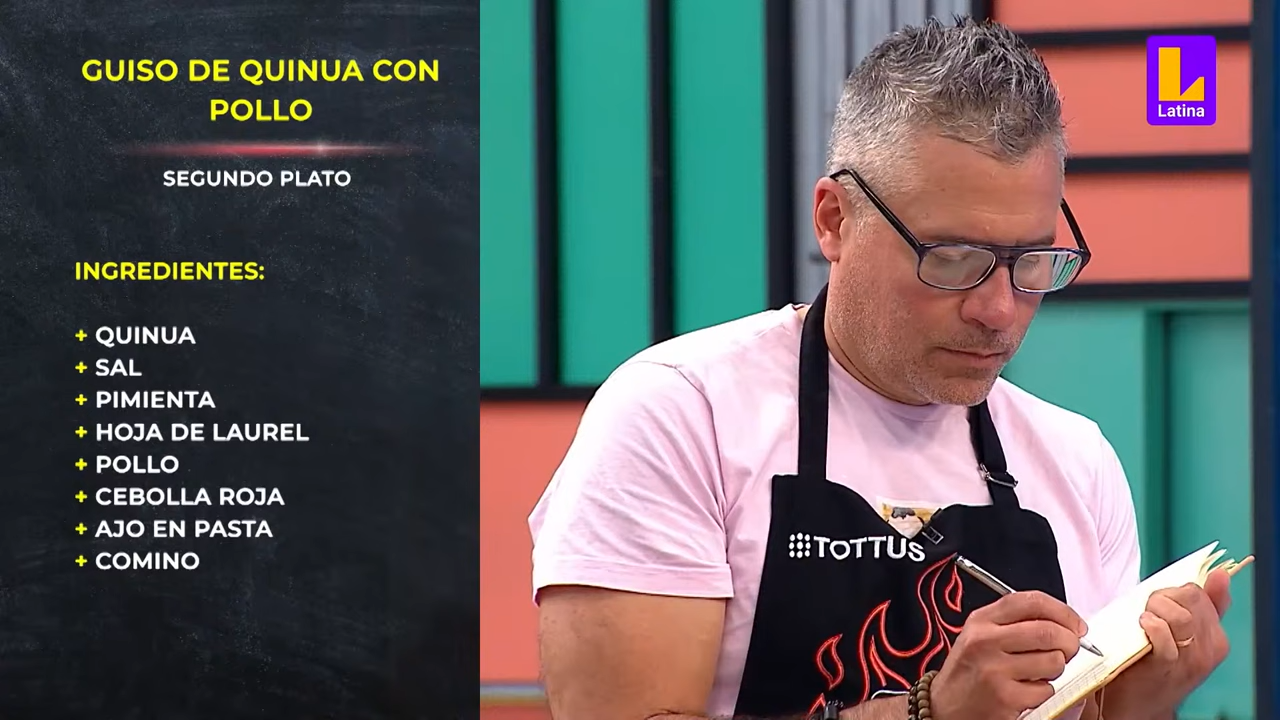 GUISO DE QUINUA CON
POLLO
SEGUNDO PLATO
INGREDIENTES:
+ QUINUA
+ SAL
+ PIMIENTA
+ HOJA DE LAUREL
+ POLLO
+ CEBOLLA ROJA
+ AJO EN PASTA
+ COMINO
Latina
TOTTUS